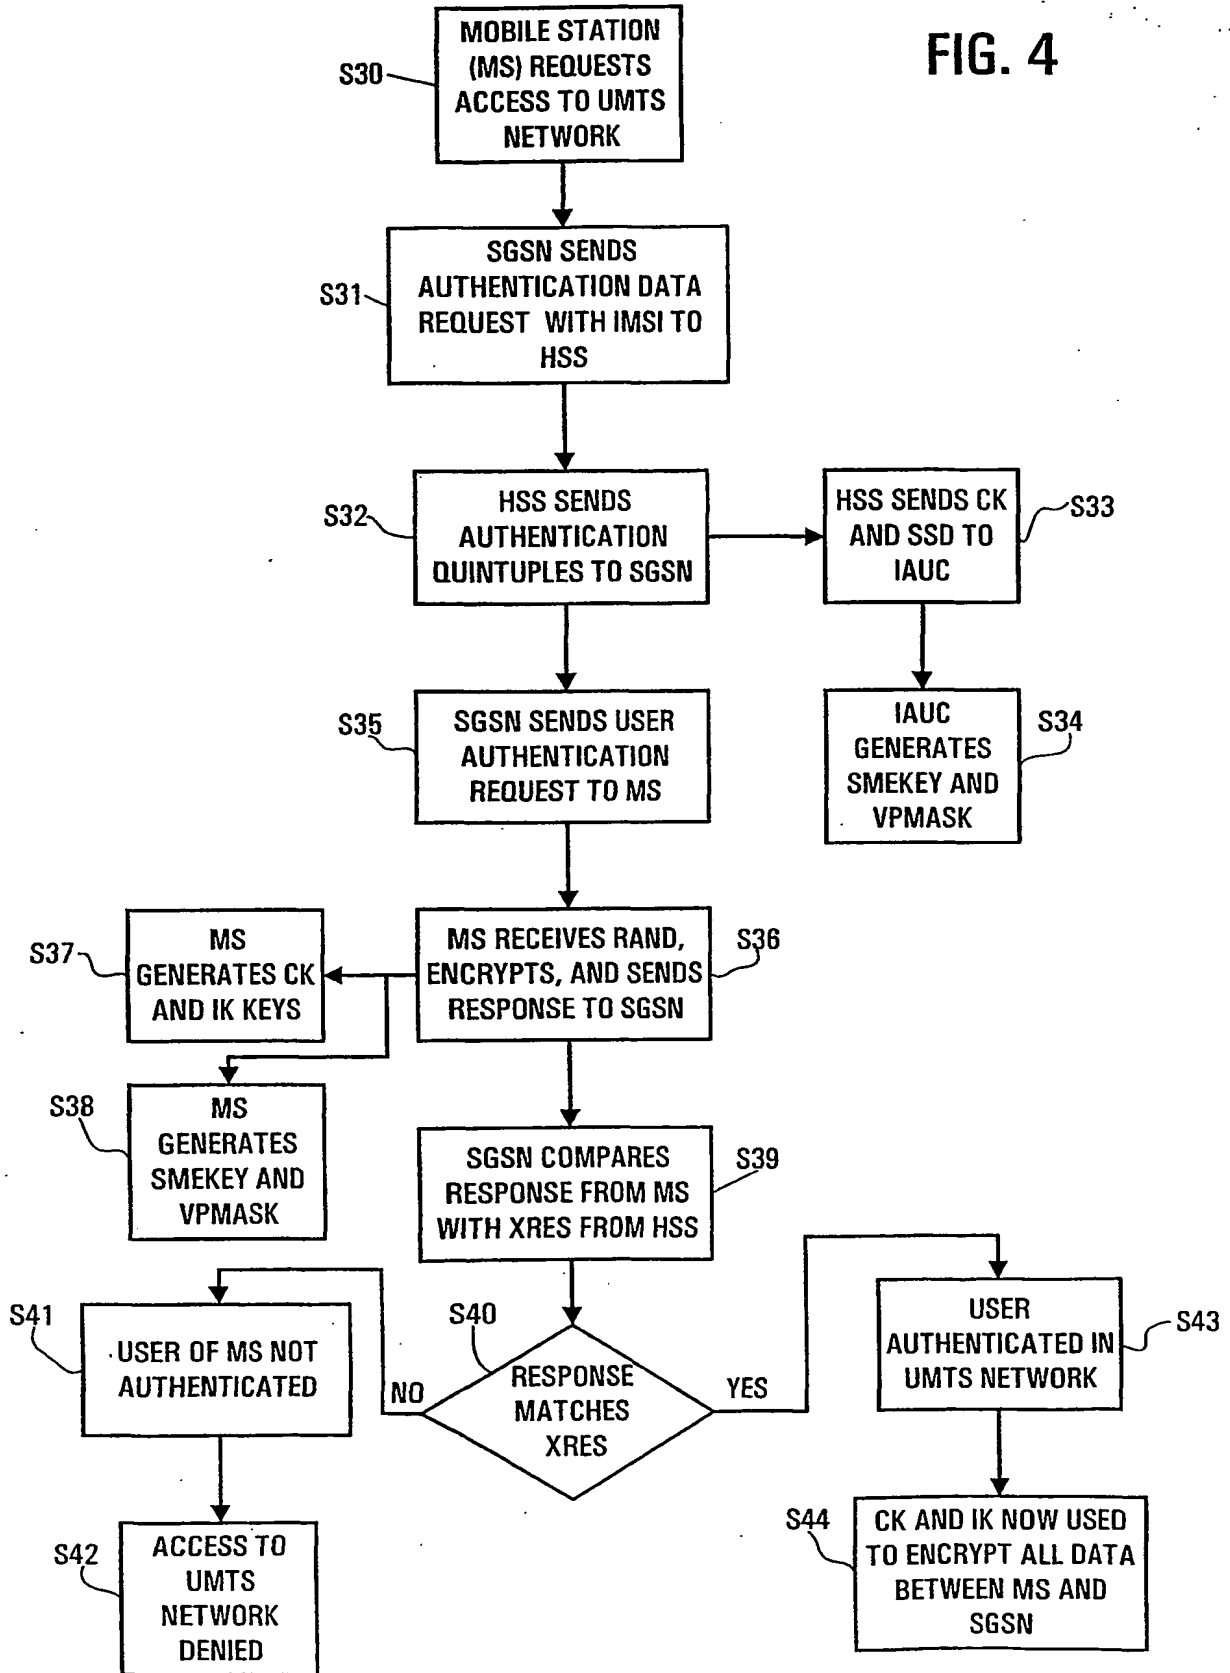 FIG. 4
S30
MOBILE STATION
(MS) REQUESTS
ACCESS TO UMTS
NETWORK
S31
SGSN SENDS
AUTHENTICATION DATA
REQUEST WITH IMSI TO
HSS
S32
HSS SENDS
AUTHENTICATION
QUINTUPLES TO SGSN
HSS SENDS CK
AND SSD TO
IAUC
S33
S35
SGSN SENDS USER
AUTHENTICATION
REQUEST TO MS
IAUC
GENERATES
SMEKEY AND
VPMASK
S34
S37
MS
GENERATES CK
AND IK KEYS
MS RECEIVES RAND,
ENCRYPTS, AND SENDS
RESPONSE TO SGSN
S36
S38
MS
GENERATES
SMEKEY AND
VPMASK
SGSN COMPARES
RESPONSE FROM MS
WITH XRES FROM HSS
S39
S41
USER OF MS NOT
AUTHENTICATED
S40
NO
RESPONSE
MATCHES
XRES
YES
USER
AUTHENTICATED IN
UMTS NETWORK
S43
S42
ACCESS TO
UMTS
NETWORK
DENIED
S44
CK AND IK NOW USED
TO ENCRYPT ALL DATA
BETWEEN MS AND
SGSN